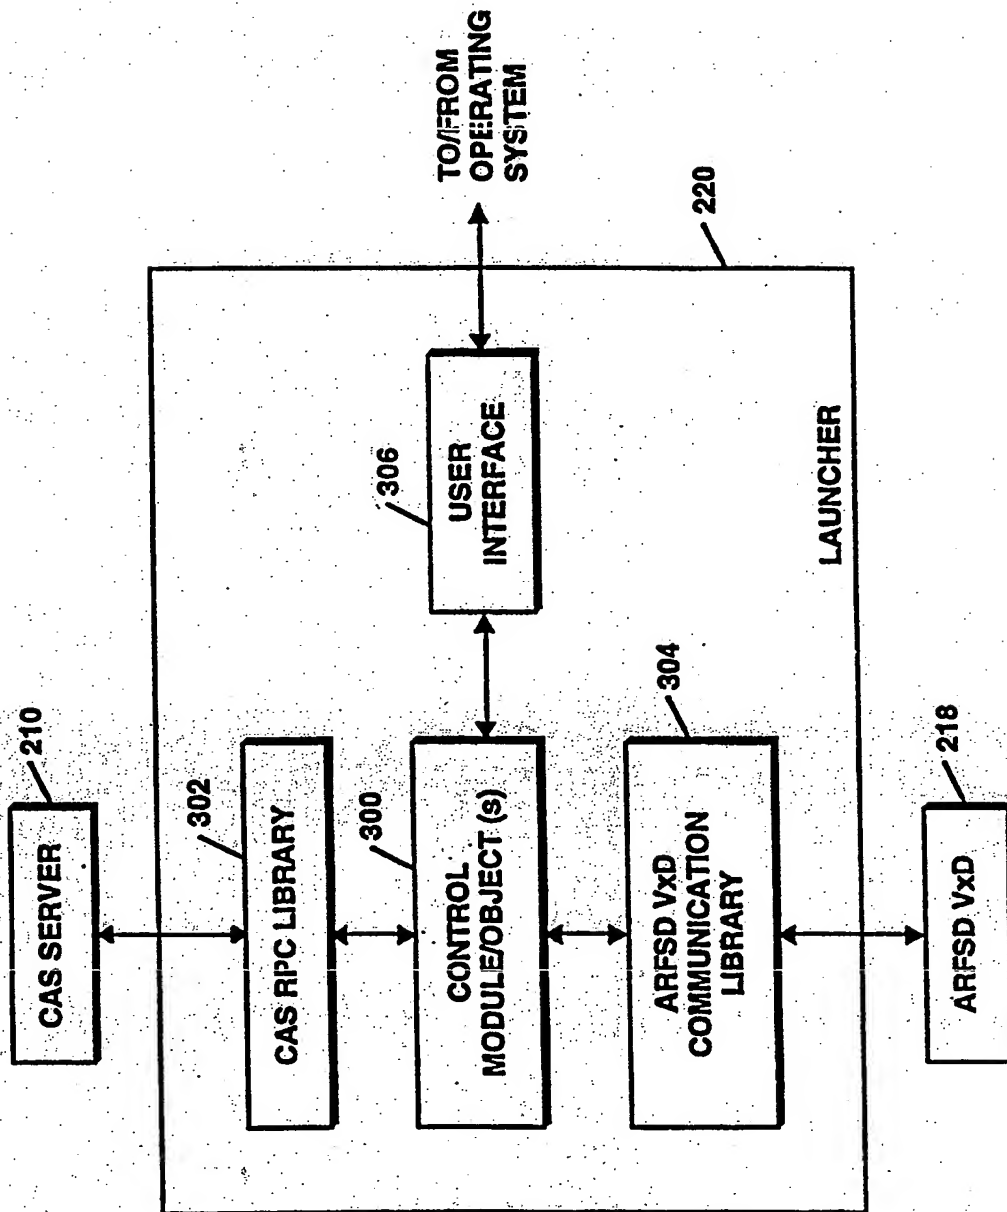 210
CAS SERVER
302
CAS RPC LIBRARY
300
CONTROL
MODULE/OBJECT (s)
304
ARFSD VxD
COMMUNICATION
LIBRARY
218
ARFSD VxD
306
USER
INTERFACE
LAUNCHER
220
TO/FROM
OPERATING
SYSTEM